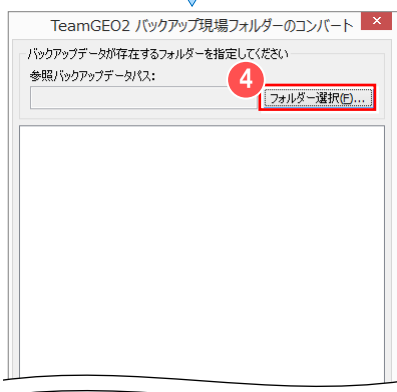 TeamGEO2 バックアップ現場フォルダーのコンバート
バックアップデータが存在するフォルダーを指定してください
参照バックアップデータパス:
4
フォルダー選択(F)...